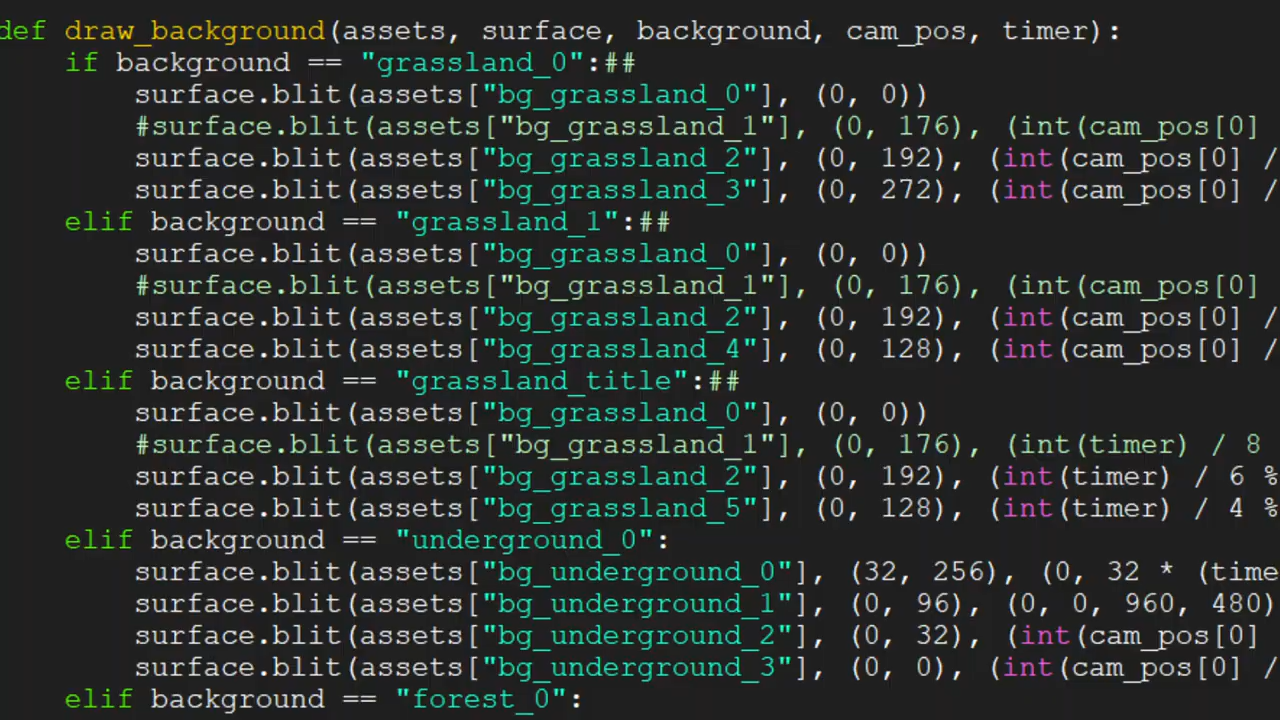 def draw_background(assets, surface, background, cam_pos, timer):
    if background == "grassland_0":##
        surface.blit(assets["bg_grassland_0"], (0, 0))
        #surface.blit(assets["bg_grassland_1"], (0, 176), (int(cam_pos[0]
        surface.blit(assets["bg_grassland_2"], (0, 192), (int(cam_pos[0] /
        surface.blit(assets["bg_grassland_3"], (0, 272), (int(cam_pos[0] /
    elif background == "grassland_1":##
        surface.blit(assets["bg_grassland_0"], (0, 0))
        #surface.blit(assets["bg_grassland_1"], (0, 176), (int(cam_pos[0]
        surface.blit(assets["bg_grassland_2"], (0, 192), (int(cam_pos[0] /
        surface.blit(assets["bg_grassland_4"], (0, 128), (int(cam_pos[0] /
    elif background == "grassland_title":##
        surface.blit(assets["bg_grassland_0"], (0, 0))
        #surface.blit(assets["bg_grassland_1"], (0, 176), (int(timer) / 8
        surface.blit(assets["bg_grassland_2"], (0, 192), (int(timer) / 6 %
        surface.blit(assets["bg_grassland_5"], (0, 128), (int(timer) / 4 %
    elif background == "underground_0":
        surface.blit(assets["bg_underground_0"], (32, 256), (0, 32 * (time
        surface.blit(assets["bg_underground_1"], (0, 96), (0, 0, 960, 480)
        surface.blit(assets["bg_underground_2"], (0, 32), (int(cam_pos[0]
        surface.blit(assets["bg_underground_3"], (0, 0), (int(cam_pos[0] /
    elif background == "forest_0":